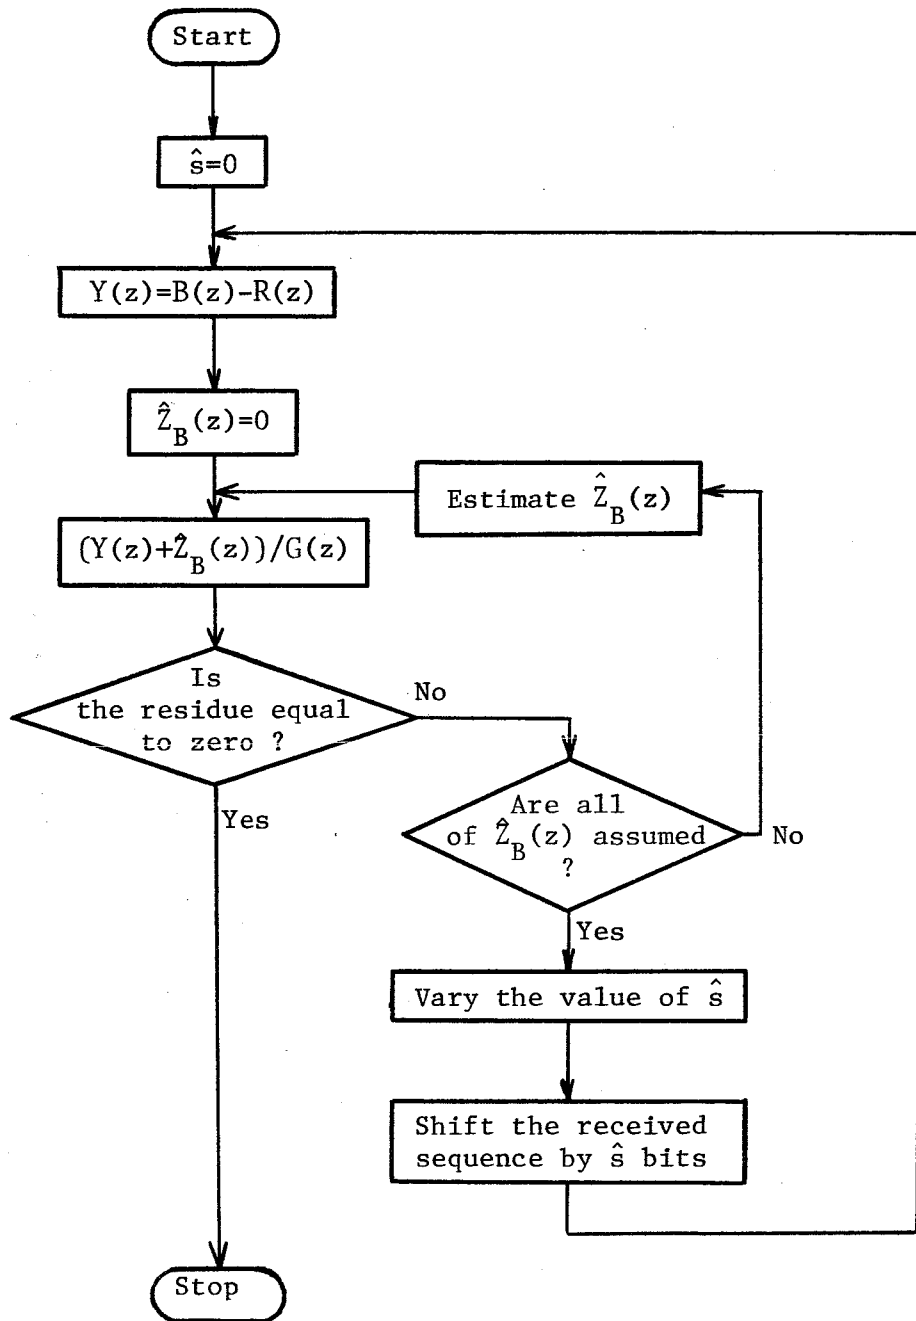 Start
ŝ=0
Y(z)=B(z)-R(z)
Ẑ_B(z)=0
Estimate Ẑ_B(z)
(Y(z)+Ẑ_B(z))/G(z)
Is
the residue equal
to zero ?
No
Yes
Are all
of Ẑ_B(z) assumed
?
No
Yes
Vary the value of ŝ
Shift the received
sequence by ŝ bits
Stop